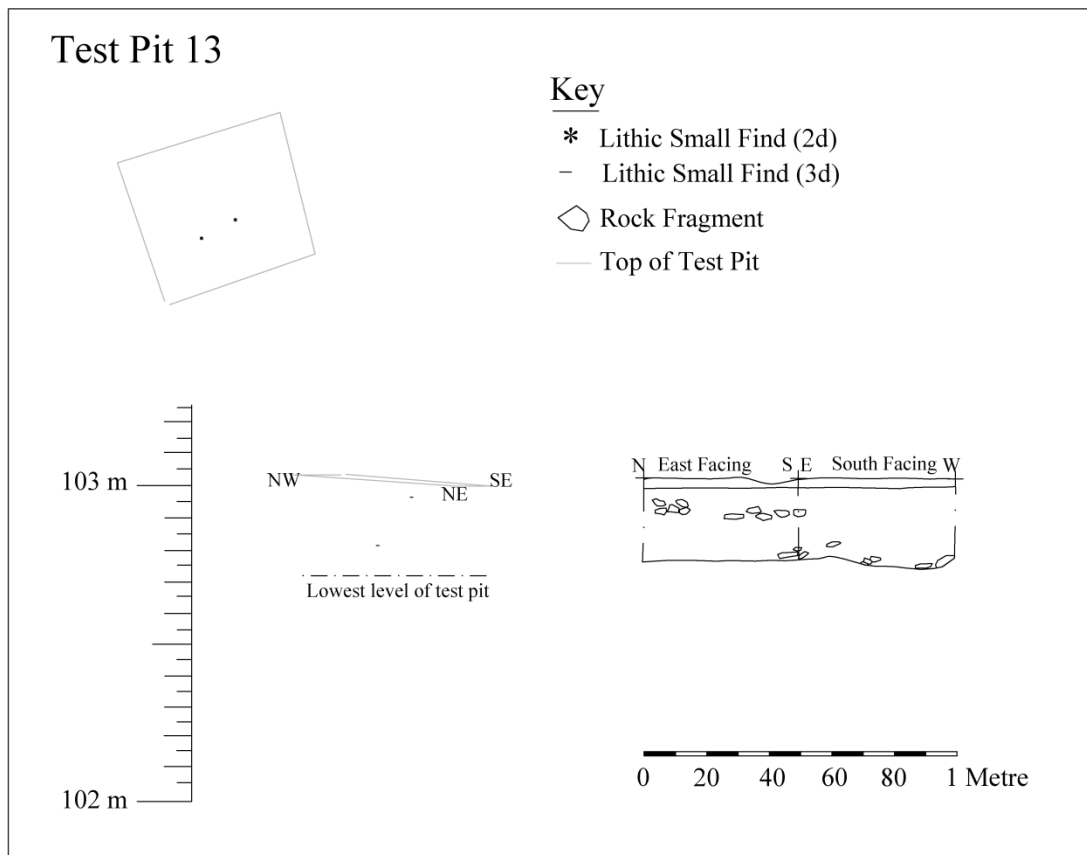 Test Pit 13
Key
* Lithic Small Find (2d)
- Lithic Small Find (3d)
Rock Fragment
Top of Test Pit
103 m
NW
NE
SE
Lowest level of test pit
102 m
N East Facing S E South Facing W
0 20 40 60 80 1 Metre